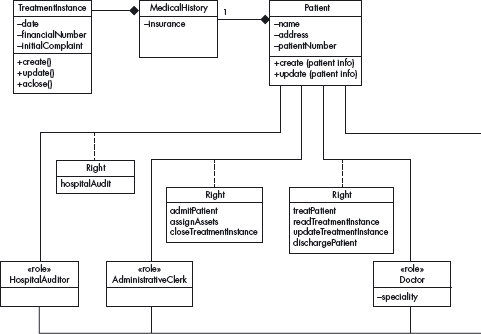 TreatmentInstance
–date
–financialNumber
–initialComplaint
+create()
+update()
+aclose()
MedicalHistory
–insurance
1
Patient
–name
–address
–patientNumber
+create (patient info)
+update (patient info)
Right
hospitalAudit
Right
admitPatient
assignAssets
closeTreatmentInstance
Right
treatPatient
readTreatmentInstance
updateTreatmentInstance
dischargePatient
«role»
HospitalAuditor
«role»
AdministrativeClerk
«role»
Doctor
–speciality